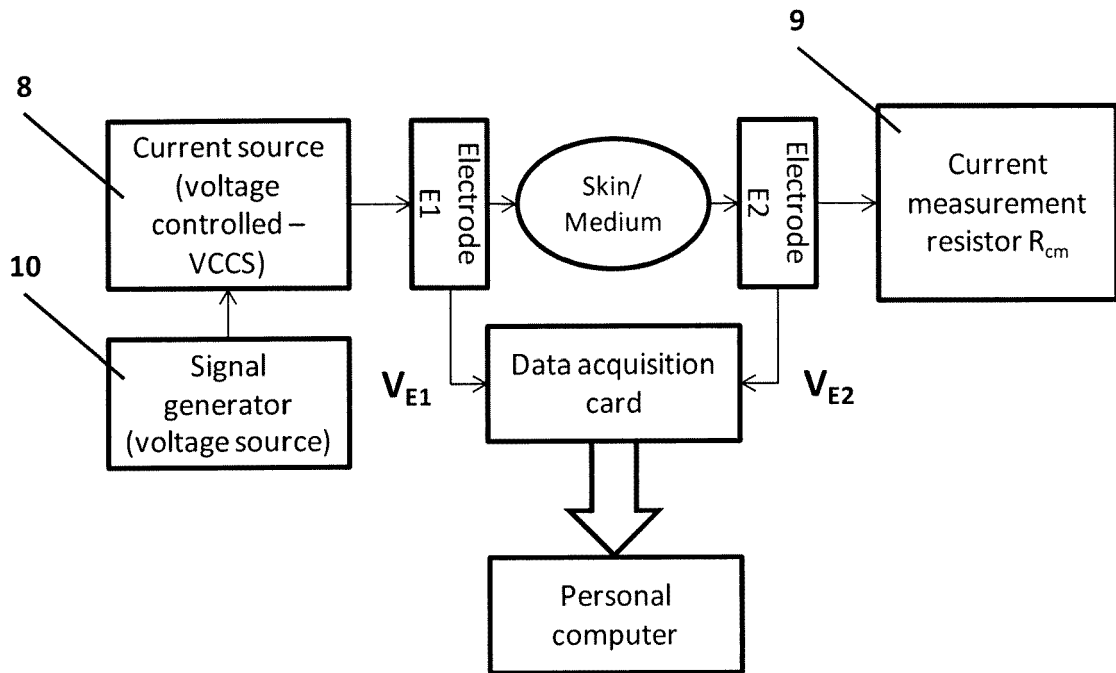 9
8
Current source
(voltage
controlled –
VCCS)
Electrode
E1
Skin/
Medium
Electrode
E2
Current
measurement
resistor Rcm
10
Signal
generator
(voltage source)
VE1
Data acquisition
card
VE2
Personal
computer